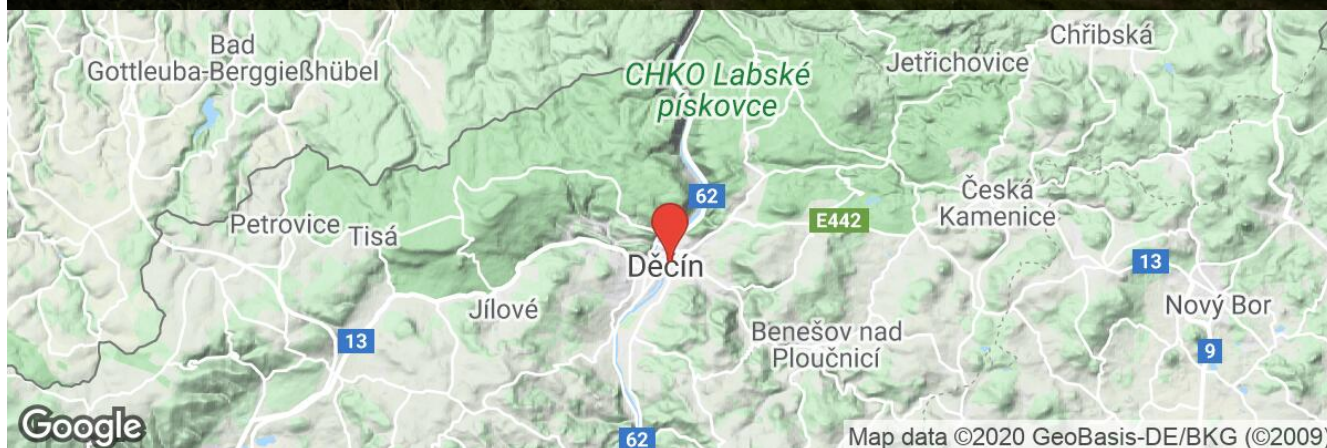 Bad
Gottleuba-Berggießhübel
Chřibská
Jetřichovice
CHKO Labské
pískovce
62
Česká
Kamenice
Petrovice
Tisá
E442
Děčín
13
Jílové
Nový Bor
Benešov nad
Ploučnicí
13
9
Google
62
Map data ©2020 GeoBasis-DE/BKG (©2009)